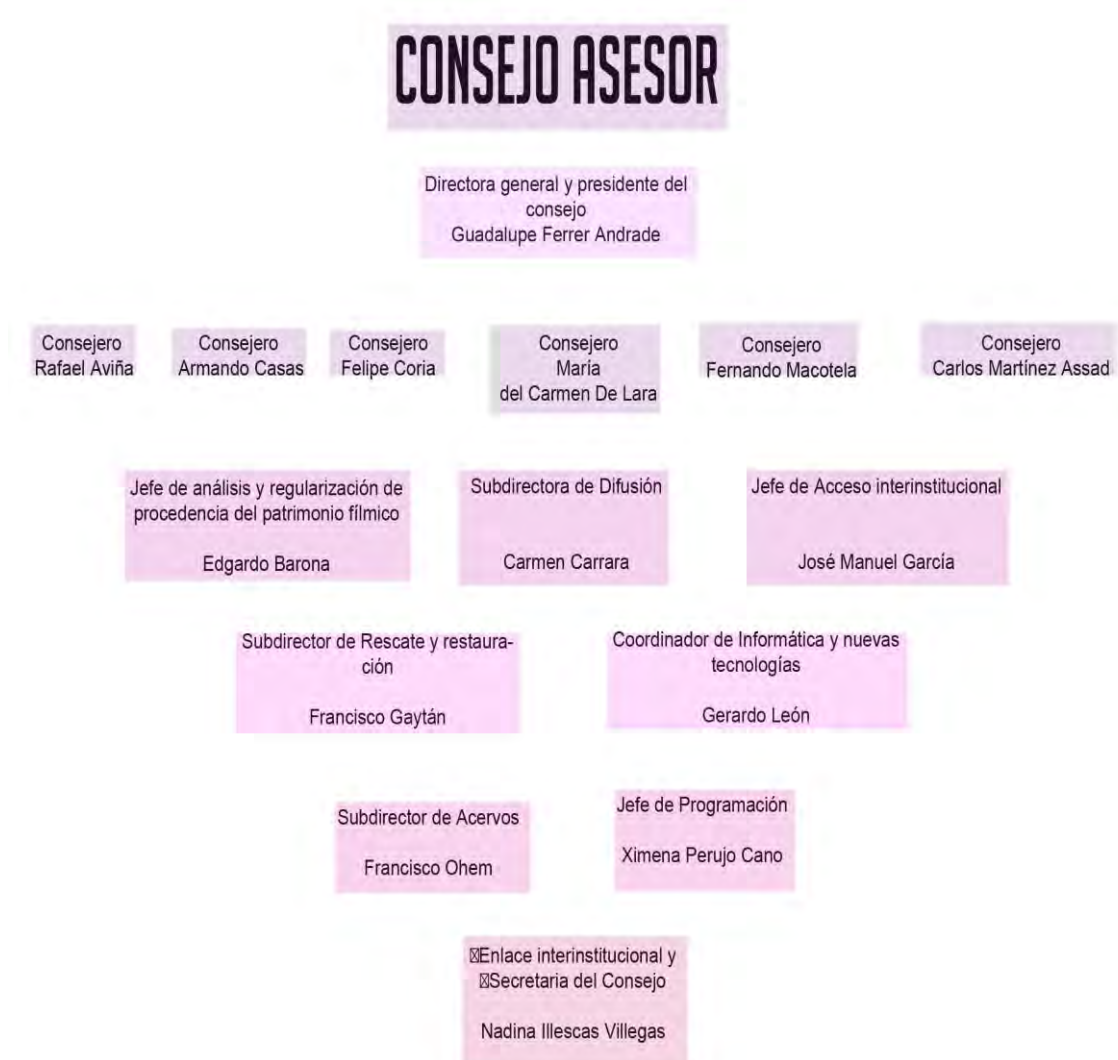 CONSEJO ASESOR
Directora general y presidente del
consejo
Guadalupe Ferrer Andrade
Consejero
Rafael Aviña
Consejero
Armando Casas
Consejero
Felipe Coria
Consejero
María
del Carmen De Lara
Consejero
Fernando Macotela
Consejero
Carlos Martínez Assad
Jefe de análisis y regularización de
procedencia del patrimonio fílmico
Edgardo Barona
Subdirectora de Difusión
Carmen Carrara
Jefe de Acceso interinstitucional
José Manuel García
Subdirector de Rescate y restaura-
ción
Francisco Gaytán
Coordinador de Informática y nuevas
tecnologías
Gerardo León
Subdirector de Acervos
Francisco Ohem
Jefe de Programación
Ximena Perujo Cano
Enlace interinstitucional y
Secretaria del Consejo
Nadina Illescas Villegas